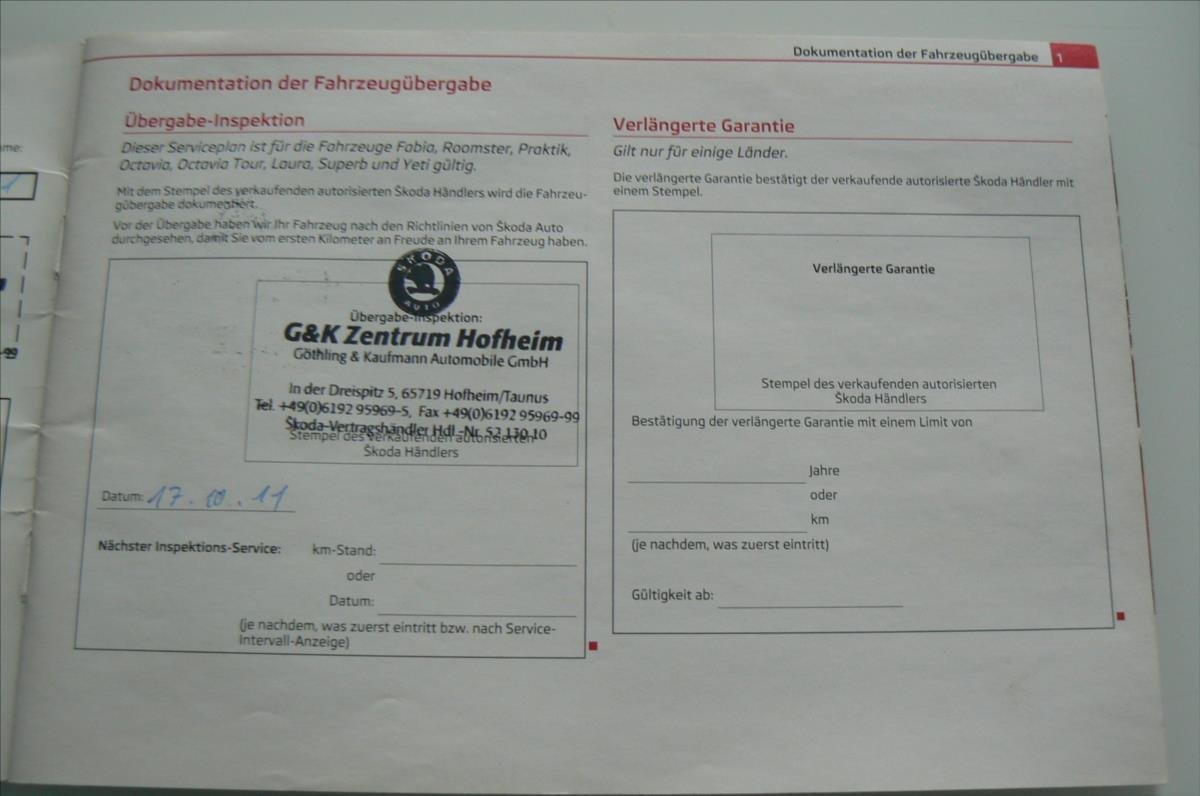 Dokumentation der Fahrzeugübergabe 1
Dokumentation der Fahrzeugübergabe
Übergabe-Inspektion
Dieser Serviceplan ist für die Fahrzeuge Fabia, Roomster, Praktik,
Octavia, Octavia Tour, Laura, Superb und Yeti gültig.
Mit dem Stempel des verkaufenden autorisierten Škoda Händlers wird die Fahrzeu-
gübergabe dokumentiert.
Vor der Übergabe haben wir Ihr Fahrzeug nach den Richtlinien von Škoda Auto
durchgesehen, damit Sie vom ersten Kilometer an Freude an Ihrem Fahrzeug haben.
ŠKODA
AUTO
Übergabe-Inspektion:
G&K Zentrum Hofheim
Göthling & Kaufmann Automobile GmbH
In der Dreispitz 5, 65719 Hofheim/Taunus
Tel. +49(0)6192 95969-5, Fax +49(0)6192 95969-99
Škoda-Vertragshändler Hdl.-Nr. 52 130 10
Stempel des verkaufenden autorisierten
Škoda Händlers
Datum: 17.10.11
Nächster Inspektions-Service: km-Stand:
oder
Datum:
(je nachdem, was zuerst eintritt bzw. nach Service-
Intervall-Anzeige)
Verlängerte Garantie
Gilt nur für einige Länder.
Die verlängerte Garantie bestätigt der verkaufende autorisierte Škoda Händler mit
einem Stempel.
Verlängerte Garantie
Stempel des verkaufenden autorisierten
Škoda Händlers
Bestätigung der verlängerten Garantie mit einem Limit von
Jahre
oder
km
(je nachdem, was zuerst eintritt)
Gültigkeit ab: